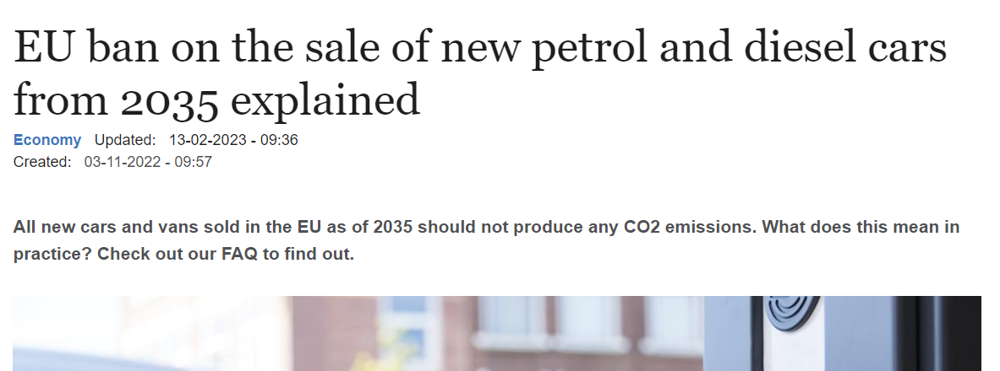 EU ban on the sale of new petrol and diesel cars
from 2035 explained
Economy Updated: 13-02-2023 - 09:36
Created: 03-11-2022 - 09:57
All new cars and vans sold in the EU as of 2035 should not produce any CO2 emissions. What does this mean in
practice? Check out our FAQ to find out.